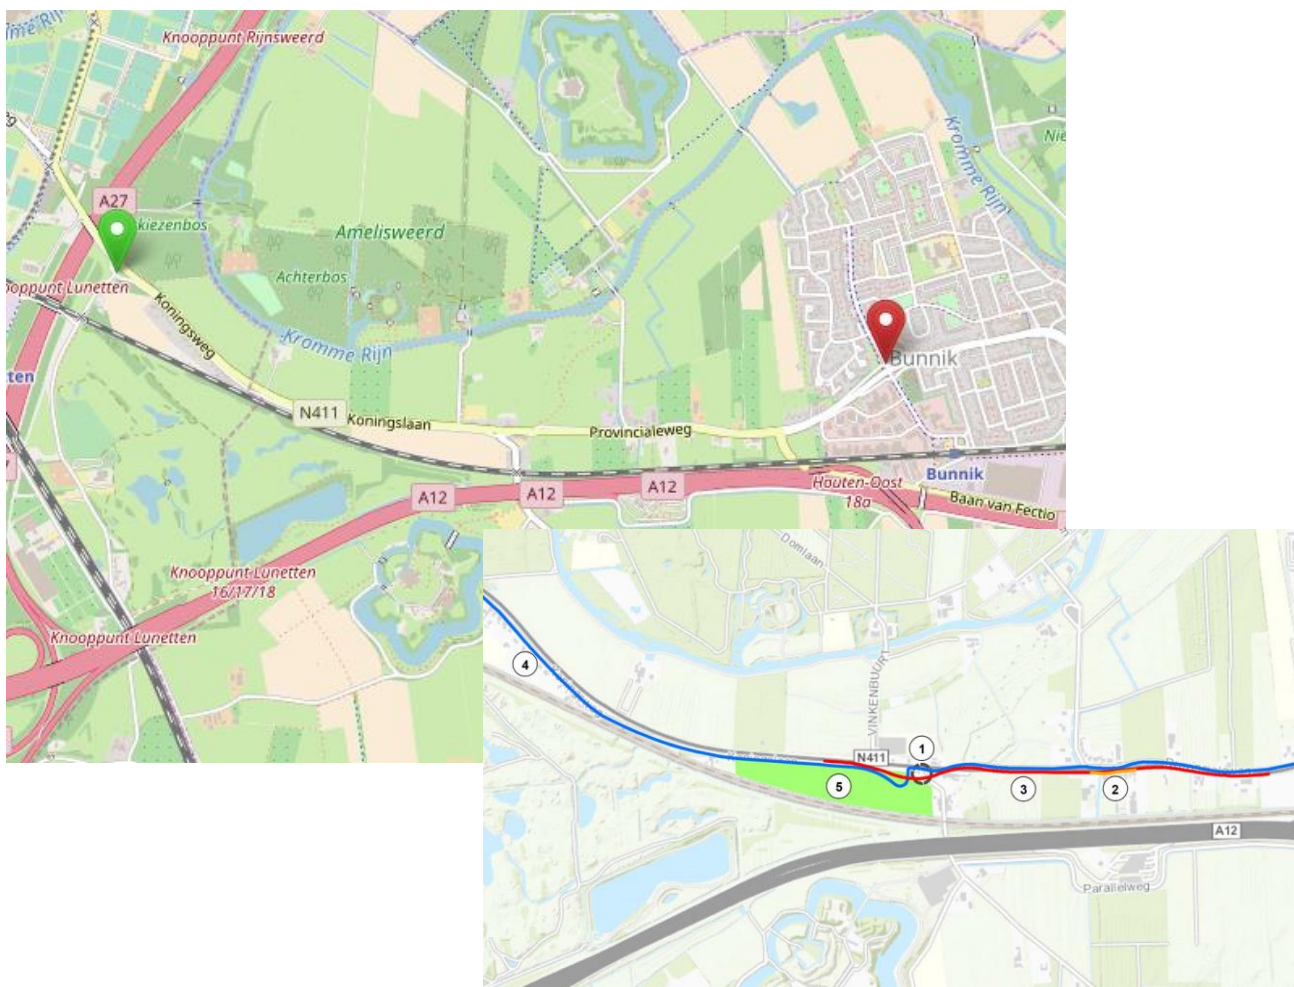 Knooppunt Rijnsweerd
A27
Kromme Rijn
Nie
kiezenbos
Amelisweerd
Achterbos
ooppunt Lunetten
Koningsweg
Kromme Rijn
Bunnik
tten
N411
Koningslaan
Provincialeweg
Bunnik
A12
A12
A12
Houten-Oost
18a
Baan van Fectio
Knooppunt Lunetten
16/17/18
Knooppunt Lunetten
Domlaan
4
VINKENBUURT
1
N411
5
3
2
A12
Parallelweg